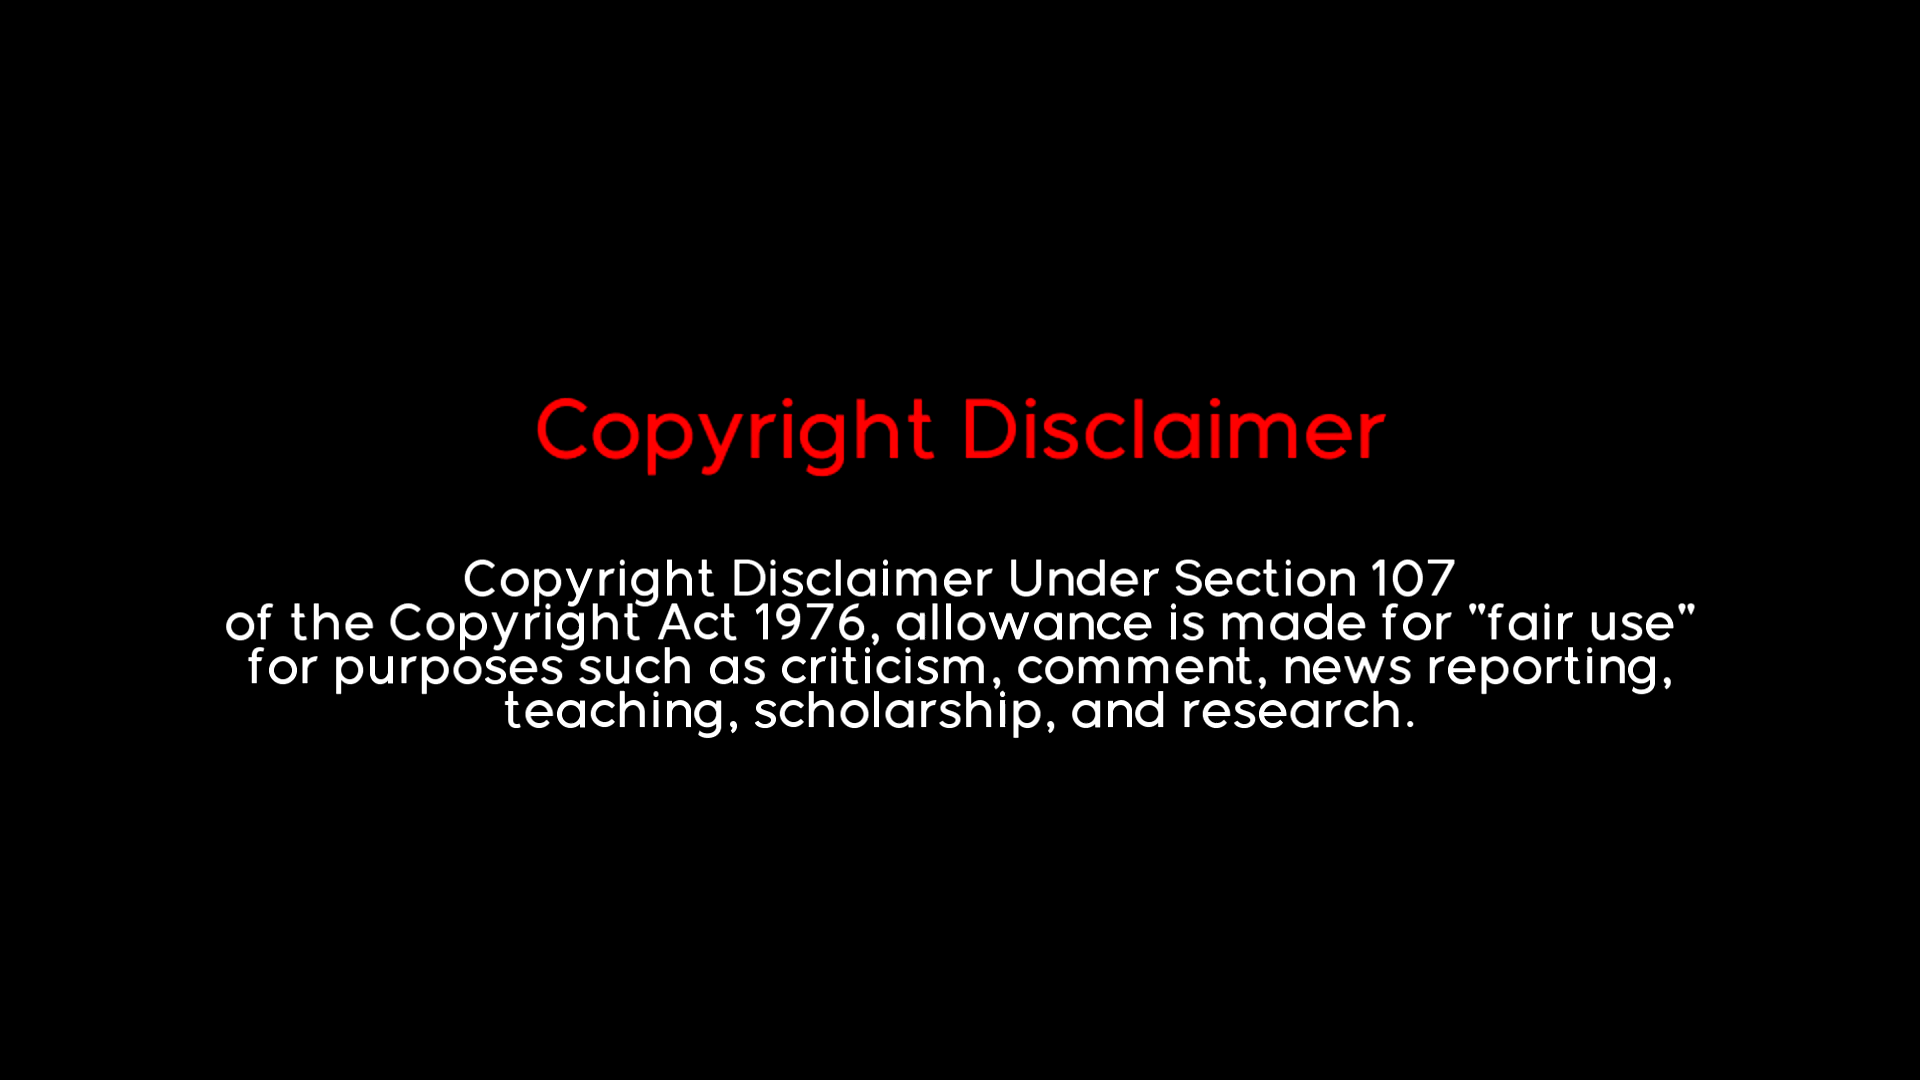 Copyright Disclaimer
Copyright Disclaimer Under Section 107
of the Copyright Act 1976, allowance is made for "fair use"
for purposes such as criticism, comment, news reporting,
teaching, scholarship, and research.